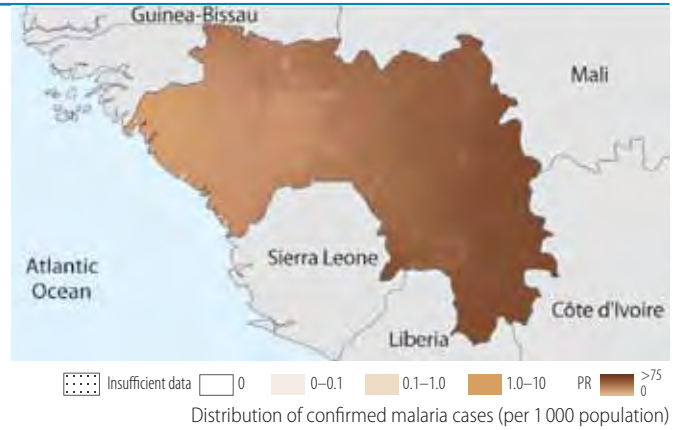 Guinea-Bissau
Mali
Sierra Leone
Atlantic
Ocean
Côte d'Ivoire
Liberia
Insufficient data 0 0–0.1 0.1–1.0 1.0–10 PR >75
0
Distribution of confirmed malaria cases (per 1 000 population)